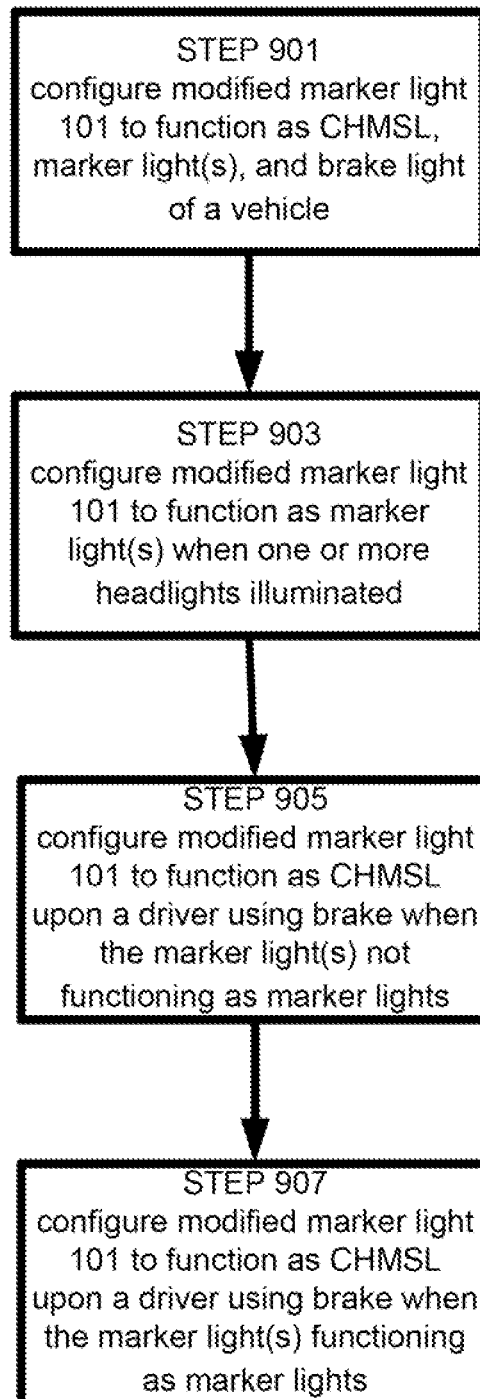 STEP 901
configure modified marker light
101 to function as CHMSL,
marker light(s), and brake light
of a vehicle
STEP 903
configure modified marker light
101 to function as marker
light(s) when one or more
headlights illuminated
STEP 905
configure modified marker light
101 to function as CHMSL
upon a driver using brake when
the marker light(s) not
functioning as marker lights
STEP 907
configure modified marker light
101 to function as CHMSL
upon a driver using brake when
the marker light(s) functioning
as marker lights